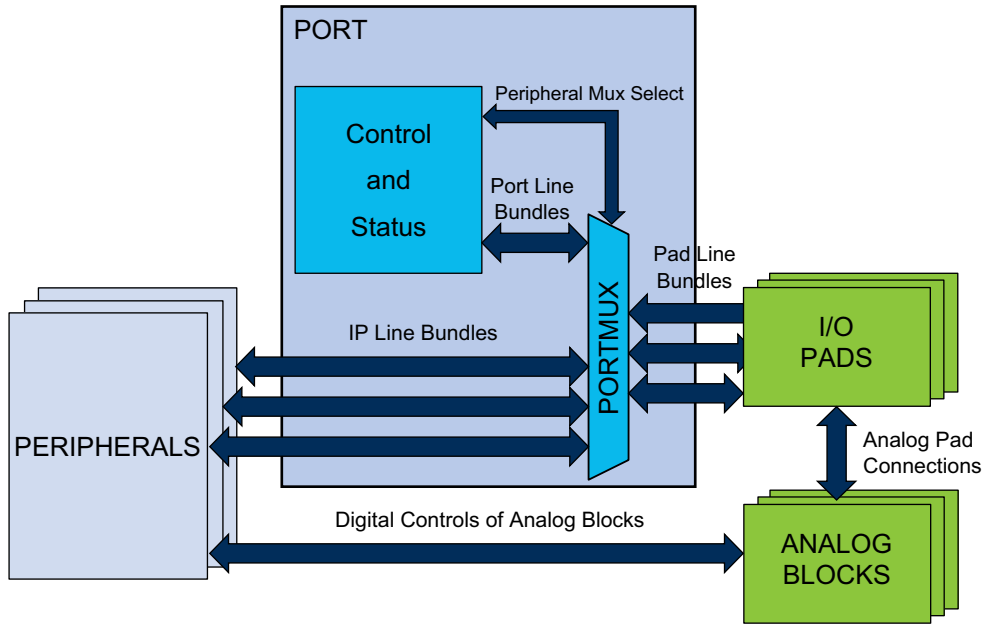 PORT
Peripheral Mux Select
Control
and
Status
Port Line
Bundles
Pad Line
Bundles
PORTMUX
I/O
PADS
IP Line Bundles
PERIPHERALS
Analog Pad
Connections
Digital Controls of Analog Blocks
ANALOG
BLOCKS